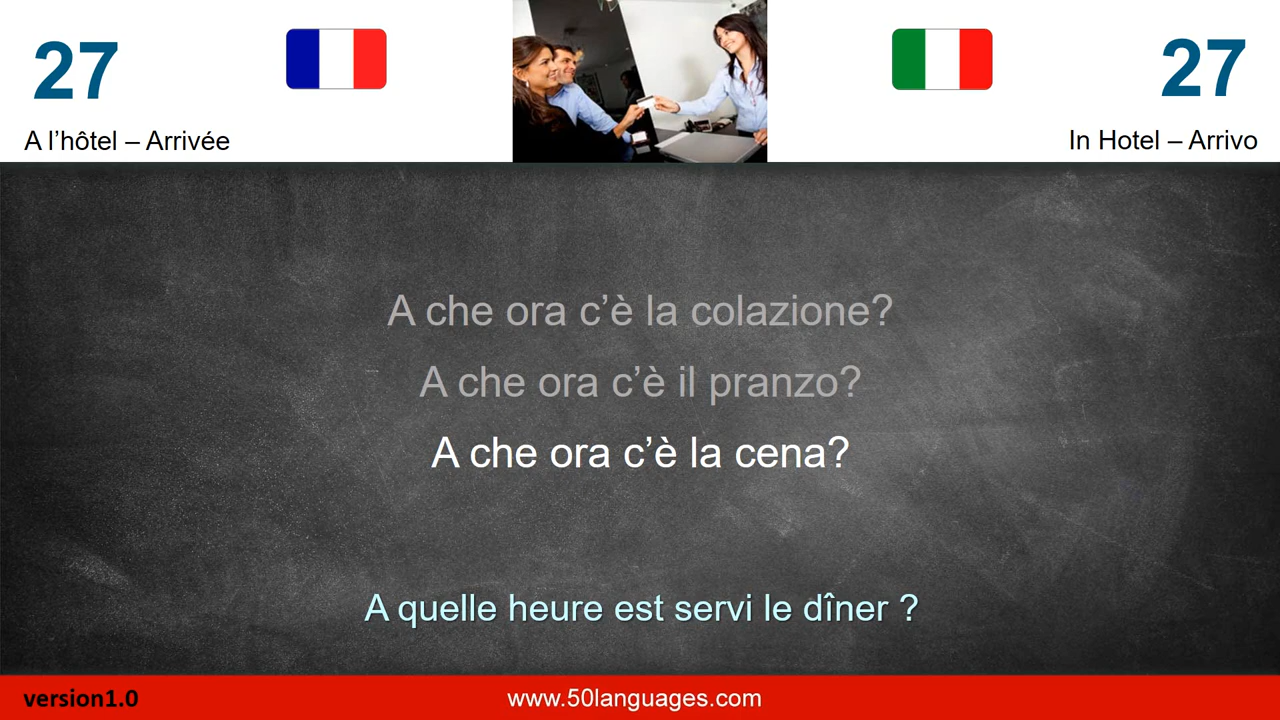 27
27
A l’hôtel – Arrivée
In Hotel – Arrivo
A che ora c’è la colazione?
A che ora c’è il pranzo?
A che ora c’è la cena?
A quelle heure est servi le dîner ?
version1.0
www.50languages.com